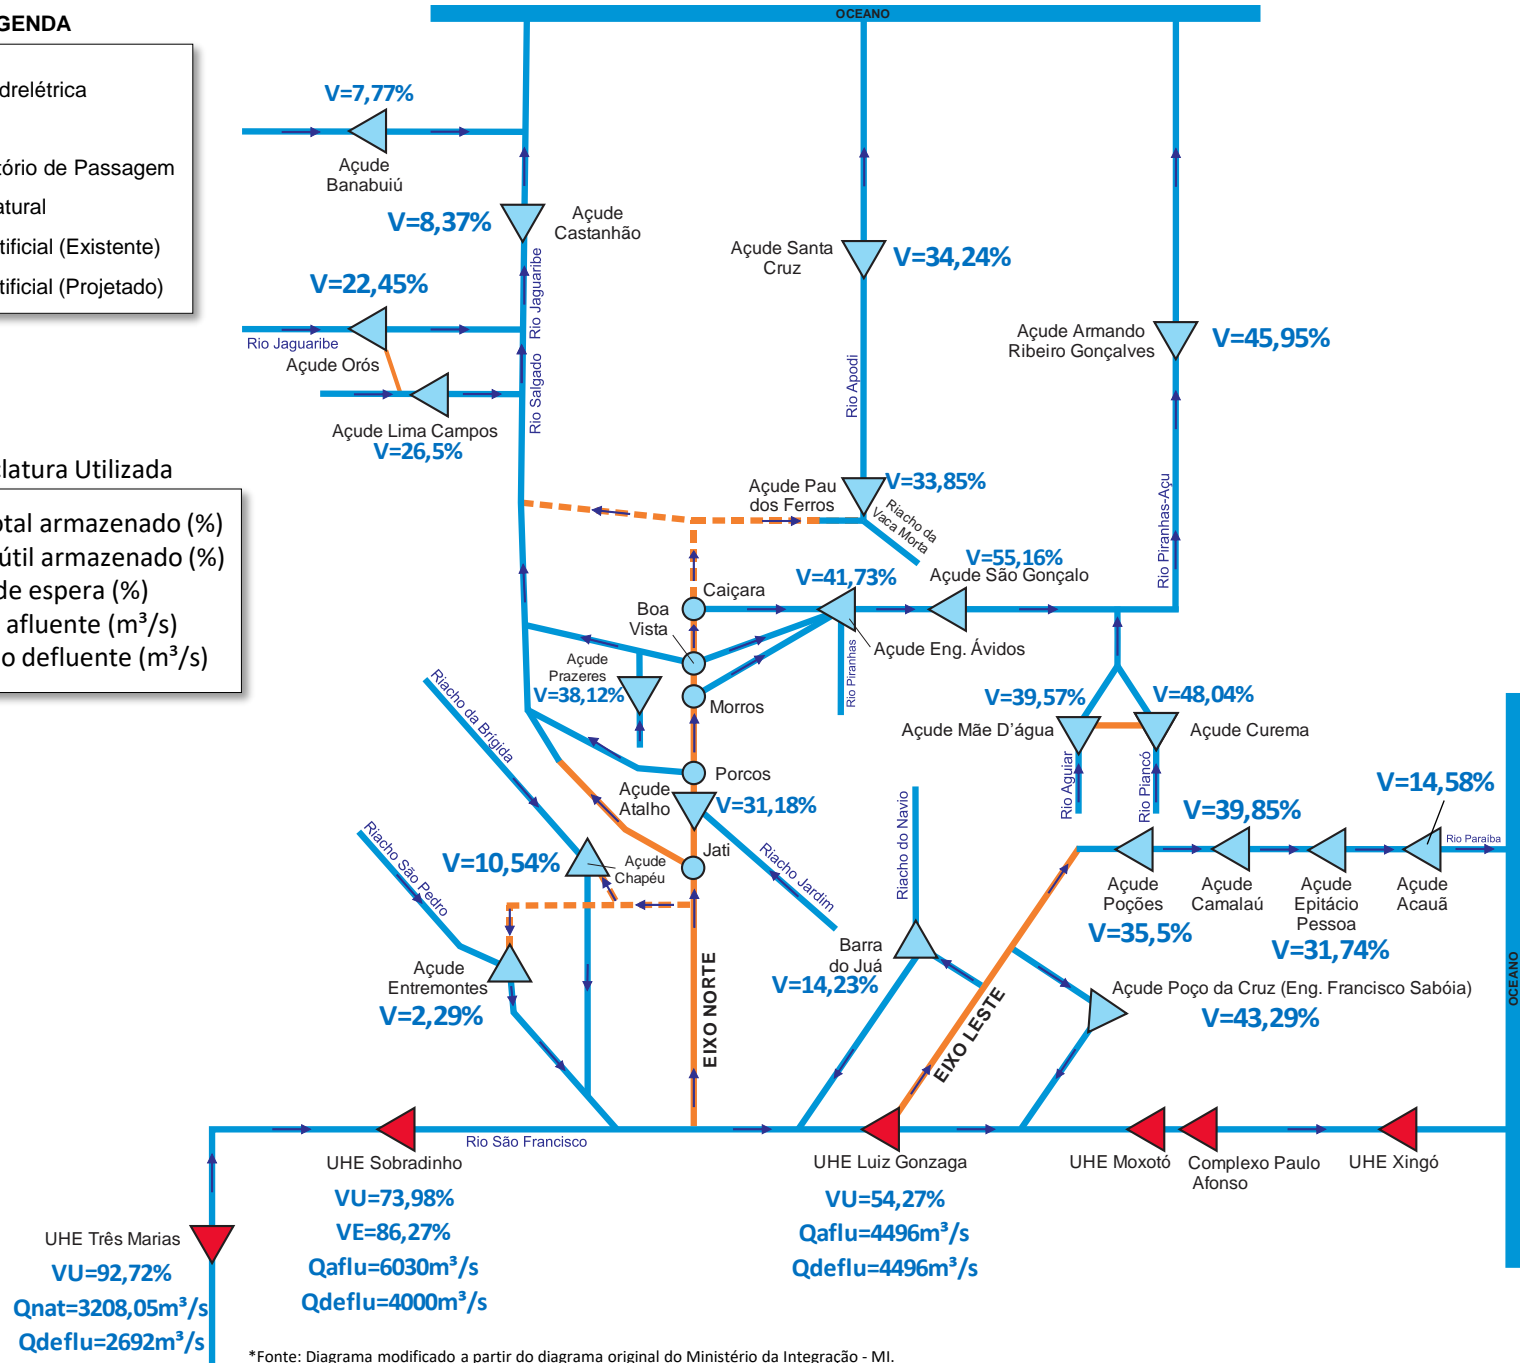 OCEANO
GENDA
drelétrica
tório de Passagem
atural
tificial (Existente)
tificial (Projetado)
V=7,77%
Açude
Banabuiú
V=8,37%
Açude
Castanhão
Rio Jaguaribe
V=22,45%
Rio Jaguaribe
Açude Orós
Rio Salgado
Açude Lima Campos
V=26,5%
Açude Santa
Cruz
V=34,24%
Rio Apodi
Açude Armando
Ribeiro Gonçalves
V=45,95%
Rio Piranhas-Açu
clatura Utilizada
otal armazenado (%)
útil armazenado (%)
de espera (%)
afluente (m³/s)
o defluente (m³/s)
Açude Pau
dos Ferros
V=33,85%
Riacho da
Vaca Morta
V=55,16%
Açude São Gonçalo
V=41,73%
Caiçara
Boa
Vista
Açude Eng. Ávidos
Rio Piranhas
Açude
Prazeres
V=38,12%
Morros
Porcos
Riacho da Brígida
V=39,57%
V=48,04%
Açude Mãe D'água
Açude Curema
Rio Aguiar
Rio Piancó
Açude
Atalho
V=31,18%
Jati
Riacho Jardim
V=10,54%
Açude
Chapéu
Riacho São Pedro
Riacho do Navio
V=14,58%
V=39,85%
Rio Paraíba
Açude
Poções
V=35,5%
Açude
Camalaú
Açude
Epitácio
Pessoa
V=31,74%
Açude
Acauã
Açude
Entremontes
V=2,29%
EIXO NORTE
Barra
do Juá
V=14,23%
EIXO LESTE
Açude Poço da Cruz (Eng. Francisco Sabóia)
V=43,29%
OCEANO
Rio São Francisco
UHE Sobradinho
VU=73,98%
VE=86,27%
Qaflu=6030m³/s
Qdeflu=4000m³/s
UHE Luiz Gonzaga
VU=54,27%
Qaflu=4496m³/s
Qdeflu=4496m³/s
UHE Moxotó
Complexo Paulo
Afonso
UHE Xingó
UHE Três Marias
VU=92,72%
Qnat=3208,05m³/s
Qdeflu=2692m³/s
*Fonte: Diagrama modificado a partir do diagrama original do Ministério da Integração - MI.